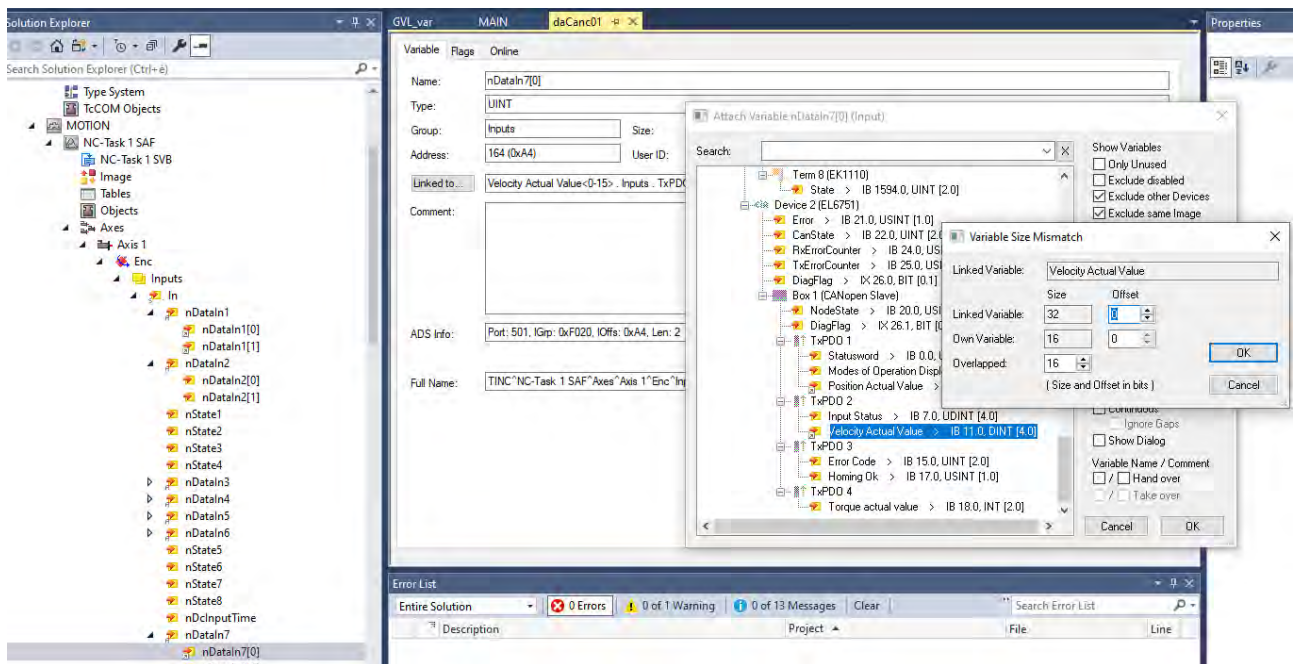 Solution Explorer
Search Solution Explorer (Ctrl+è)
Type System
TcCOM Objects
MOTION
NC-Task 1 SAF
NC-Task 1 SVB
Image
Tables
Objects
Axes
Axis 1
Enc
Inputs
In
nDataIn1
nDataIn1[0]
nDataIn1[1]
nDataIn2
nDataIn2[0]
nDataIn2[1]
nState1
nState2
nState3
nState4
nDataIn3
nDataIn4
nDataIn5
nDataIn6
nState5
nState6
nState7
nState8
nDcInputTime
nDataIn7
nDataIn7[0]
GVL_var MAIN daCanc01
Variable Flags Online
Name: nDataIn7[0]
Type: UINT
Group: Inputs Size:
Address: 164 (0xA4) User ID:
Linked to... Velocity Actual Value<0-15> . Inputs . TxPDO
Comment:
ADS Info: Port: 501, IGrp: 0xF020, IOffs: 0xA4, Len: 2
Full Name: TINC^NC-Task 1 SAF^Axes^Axis 1^Enc^Inp
Attach Variable nDataIn7[0] (Input)
Search:
Term 8 (EK1110)
State > IB 1594.0, UINT [2.0]
Device 2 (EL6751)
Error > IB 21.0, USINT [1.0]
CanState > IB 22.0, UINT [2.0
RxErrorCounter > IB 24.0, USI
TxErrorCounter > IB 25.0, USI
DiagFlag > IX 26.0, BIT [0.1]
Box 1 (CANopen Slave)
NodeState > IB 20.0, USI
DiagFlag > IX 26.1, BIT [0
TxPDO 1
Statusword > IB 0.0, U
Modes of Operation Displ
Position Actual Value >
TxPDO 2
Input Status > IB 7.0, UDINT [4.0]
Velocity Actual Value > IB 11.0, DINT [4.0]
TxPDO 3
Error Code > IB 15.0, UINT [2.0]
Homing Ok > IB 17.0, USINT [1.0]
TxPDO 4
Torque actual value > IB 18.0, INT [2.0]
Show Variables
Only Unused
Exclude disabled
Exclude other Devices
Exclude same Image
Continuous
Ignore Gaps
Show Dialog
Variable Name / Comment
/ Hand over
/ Take over
Cancel OK
Variable Size Mismatch
Linked Variable: Velocity Actual Value
Size Offset
Linked Variable: 32 0
Own Variable: 16 0
Overlapped: 16
( Size and Offset in bits )
OK
Cancel
Properties
Error List
Entire Solution 0 Errors 0 of 1 Warning 0 of 13 Messages Clear Search Error List
Description Project File Line